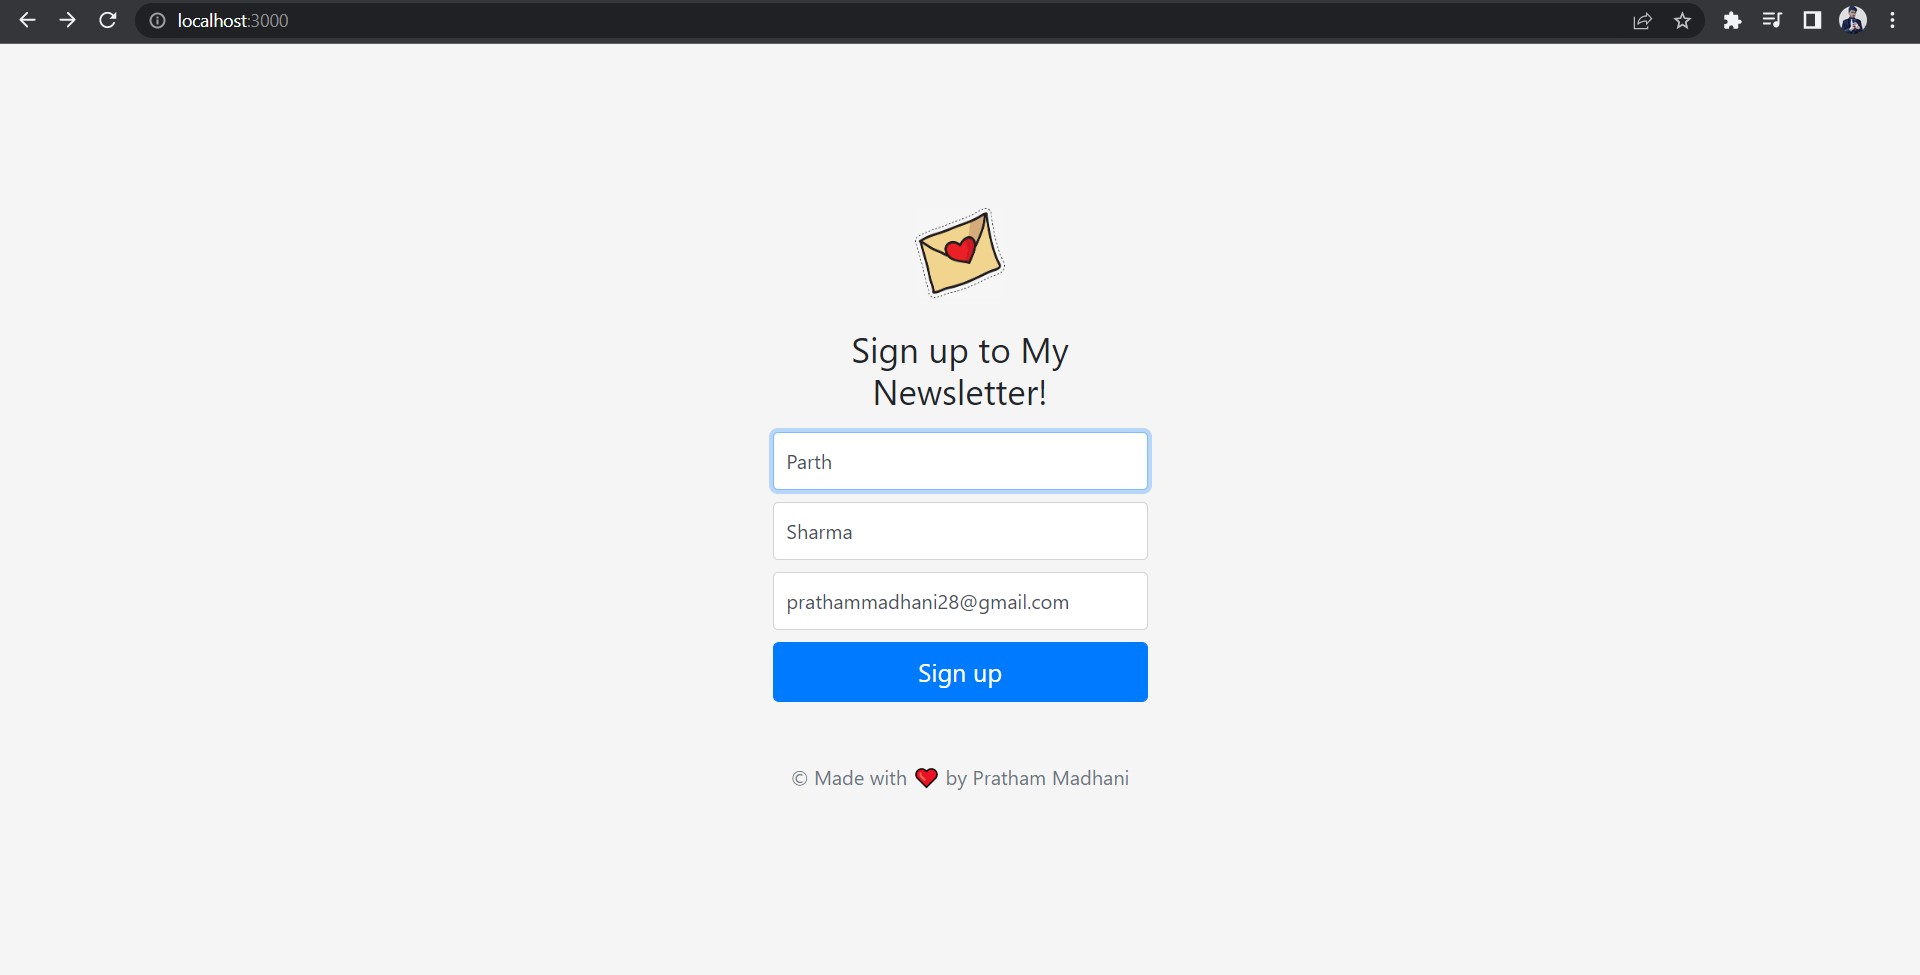 localhost:3000
Sign up to My
Newsletter!
Parth
Sharma
prathammadhani28@gmail.com
Sign up
© Made with ❤️ by Pratham Madhani